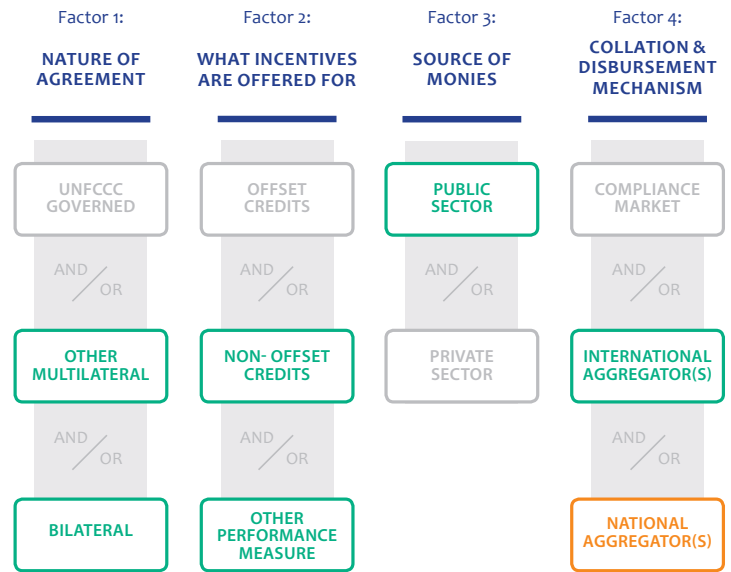 Factor 1:
NATURE OF
AGREEMENT
UNFCCC
GOVERNED
AND
OR
OTHER
MULTILATERAL
AND
OR
BILATERAL
Factor 2:
WHAT INCENTIVES
ARE OFFERED FOR
OFFSET
CREDITS
AND
OR
NON- OFFSET
CREDITS
AND
OR
OTHER
PERFORMANCE
MEASURE
Factor 3:
SOURCE OF
MONIES
PUBLIC
SECTOR
AND
OR
PRIVATE
SECTOR
Factor 4:
COLLATION &
DISBURSEMENT
MECHANISM
COMPLIANCE
MARKET
AND
OR
INTERNATIONAL
AGGREGATOR(S)
AND
OR
NATIONAL
AGGREGATOR(S)